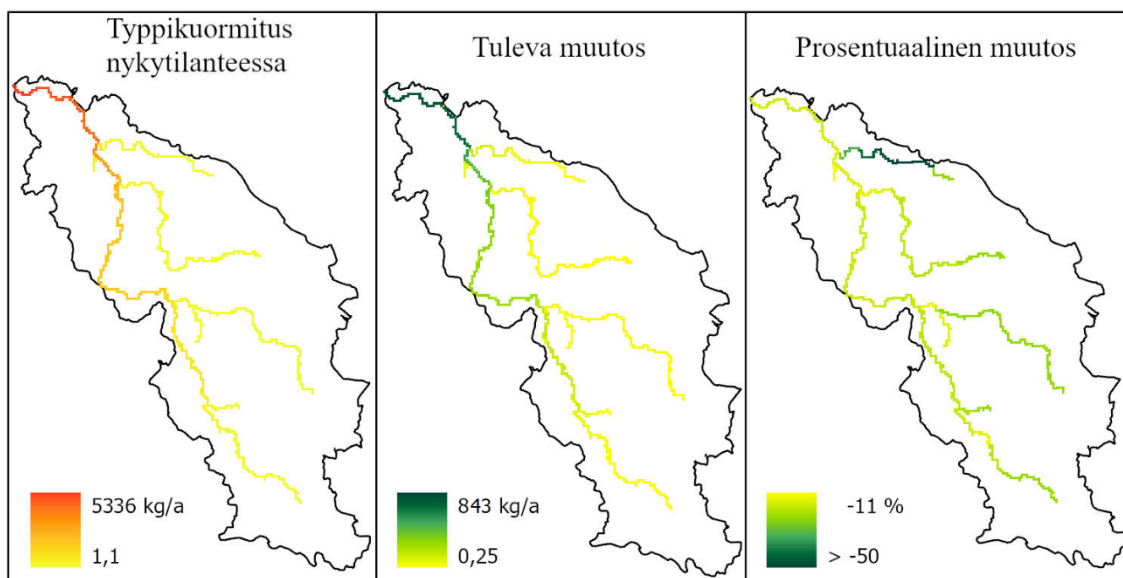 Typpikuormitus
nykytilanteessa
5336 kg/a
1,1
Tuleva muutos
843 kg/a
0,25
Prosentuaalinen muutos
-11 %
> -50